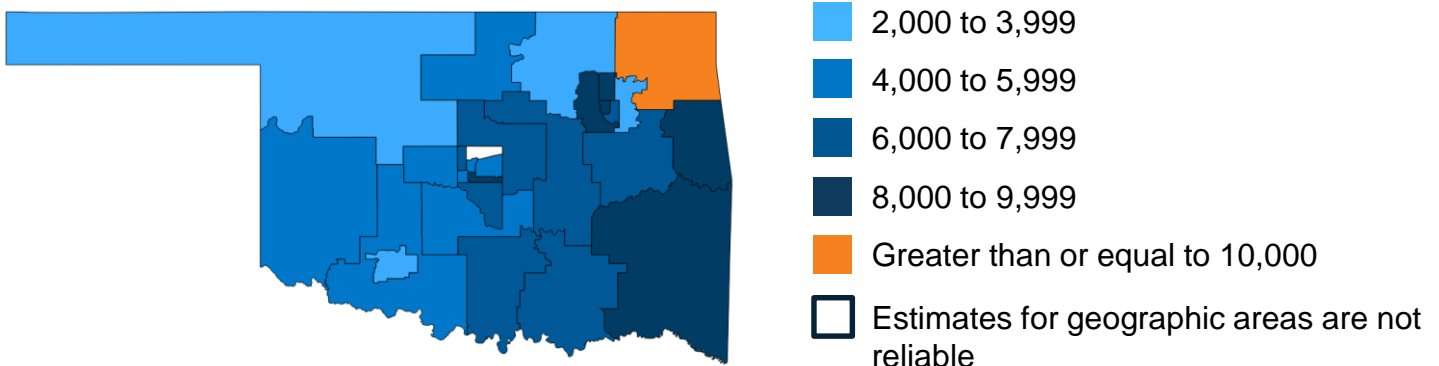 2,000 to 3,999
4,000 to 5,999
6,000 to 7,999
8,000 to 9,999
Greater than or equal to 10,000
Estimates for geographic areas are not
reliable